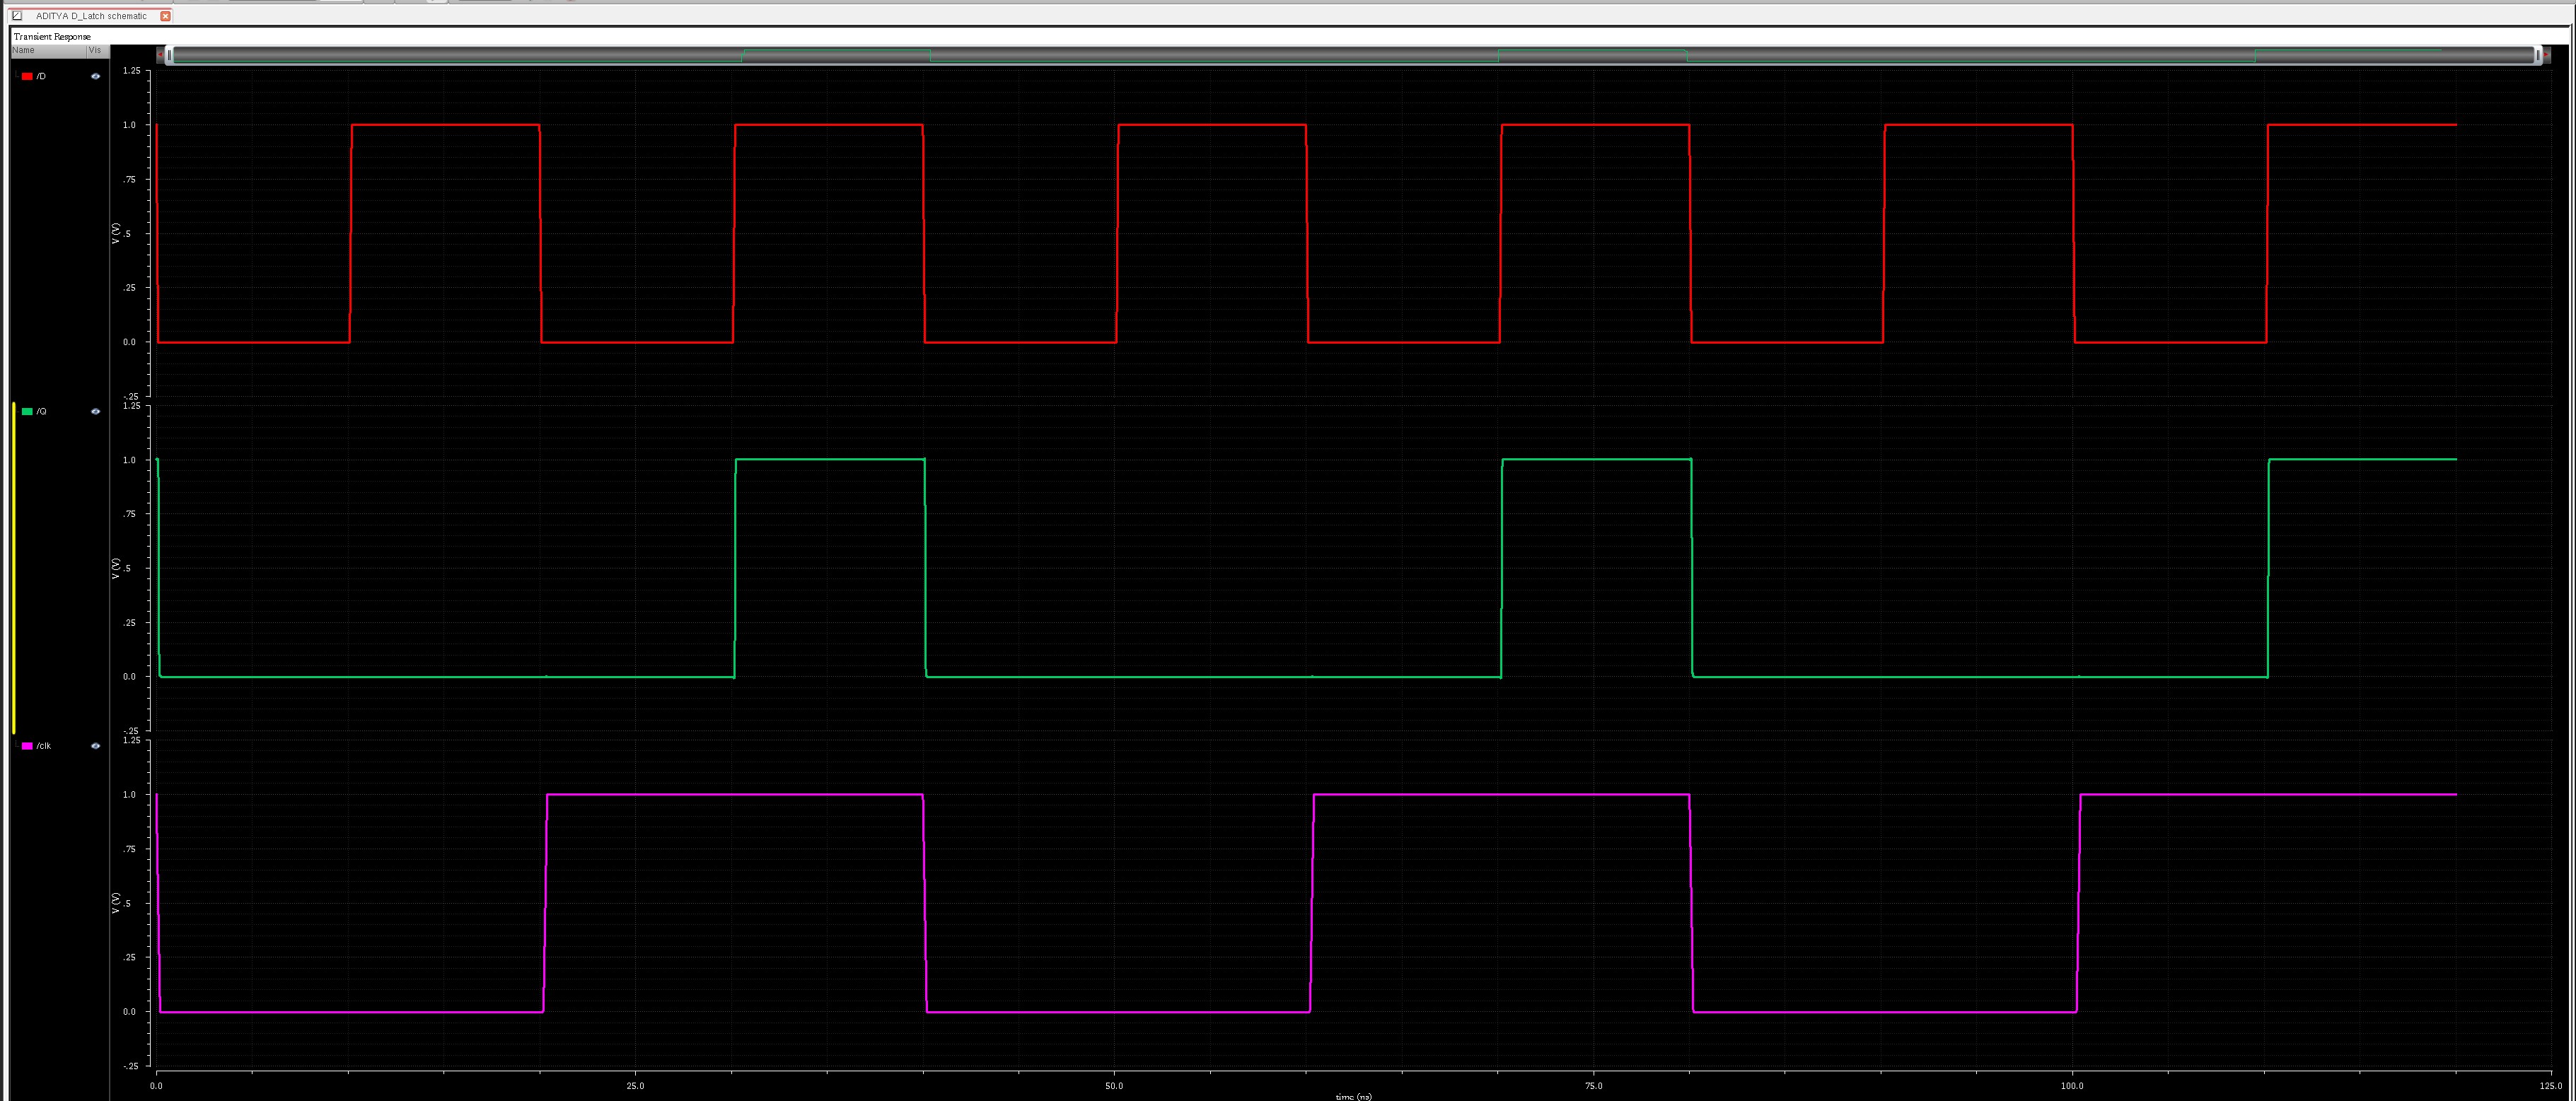 ADITYA D_Latch schematic
Transient Response
Name Vis
/D
1.25
1.0
.75
V (V)
.5
.25
0.0
-.25
/Q
1.25
1.0
.75
V (V)
.5
.25
0.0
-.25
/clk
1.25
1.0
.75
V (V)
.5
.25
0.0
-.25
0.0 25.0 50.0 75.0 100.0 125.0
time (ns)